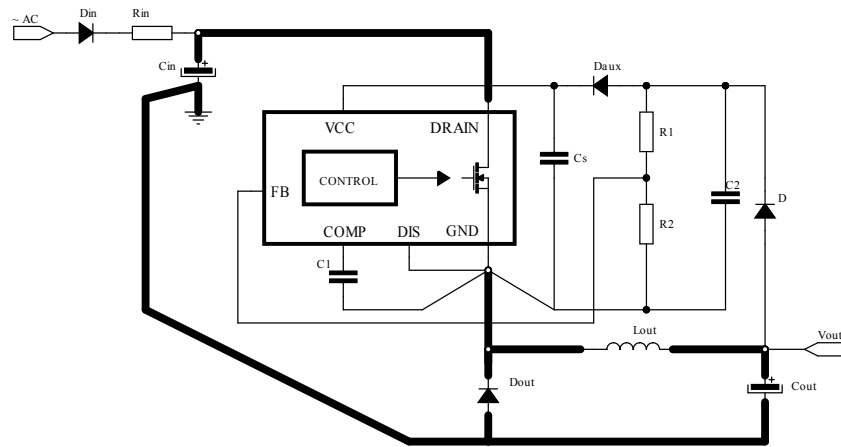 ~ AC
Din
Rin
Cin
+
Daux
VCC
DRAIN
R1
Cs
CONTROL
FB
C2
D
R2
COMP
DIS
GND
C1
Lout
Vout
Dout
+
Cout